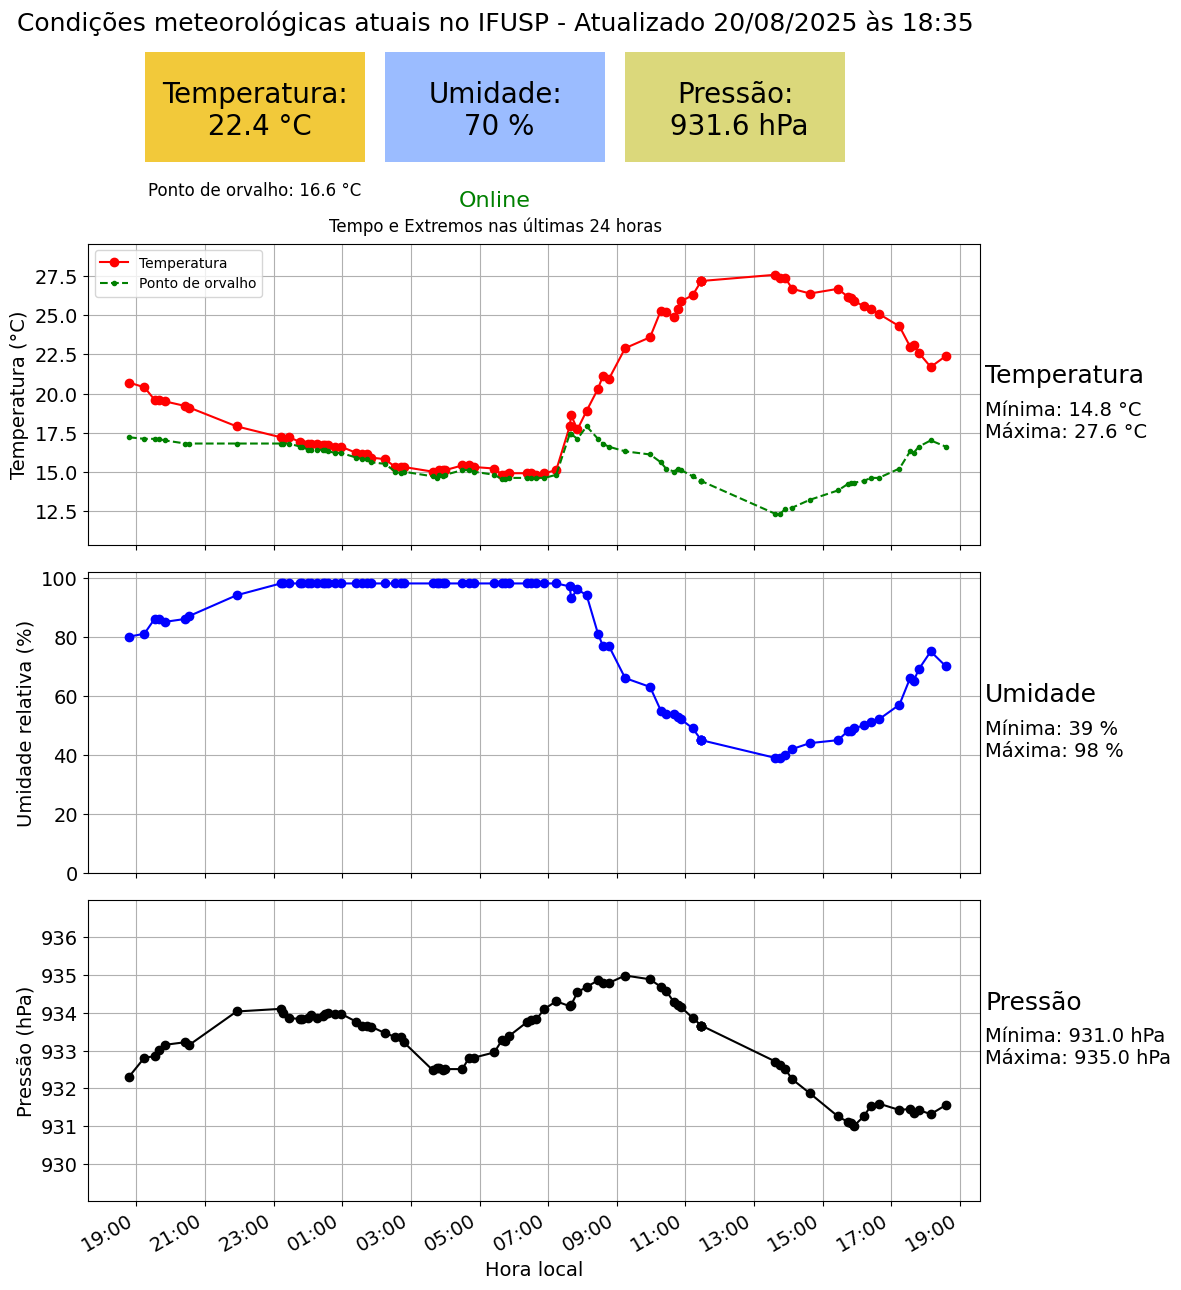 Condições meteorológicas atuais no IFUSP - Atualizado 20/08/2025 às 18:35
Temperatura:
22.4 °C
Umidade:
70 %
Pressão:
931.6 hPa
Ponto de orvalho: 16.6 °C
Online
Tempo e Extremos nas últimas 24 horas
Temperatura (°C)
27.5
25.0
22.5
20.0
17.5
15.0
12.5
Temperatura
Ponto de orvalho
Temperatura
Mínima: 14.8 °C
Máxima: 27.6 °C
Umidade relativa (%)
100
80
60
40
20
0
Umidade
Mínima: 39 %
Máxima: 98 %
Pressão (hPa)
936
935
934
933
932
931
930
Pressão
Mínima: 931.0 hPa
Máxima: 935.0 hPa
19:00 21:00 23:00 01:00 03:00 05:00 07:00 09:00 11:00 13:00 15:00 17:00 19:00
Hora local